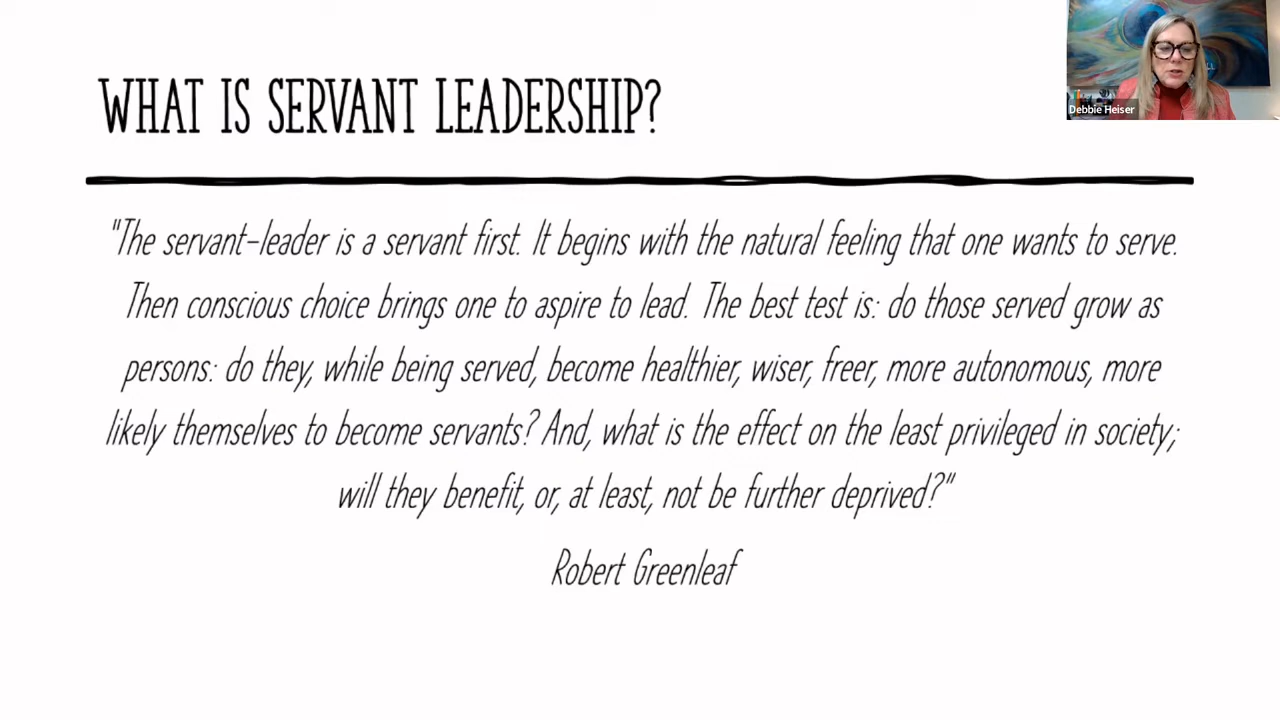 WHAT IS SERVANT LEADERSHIP?
"The servant-leader is a servant first. It begins with the natural feeling that one wants to serve.
Then conscious choice brings one to aspire to lead. The best test is: do those served grow as
persons: do they, while being served, become healthier, wiser, freer, more autonomous, more
likely themselves to become servants? And, what is the effect on the least privileged in society;
will they benefit, or, at least, not be further deprived?"
Robert Greenleaf
Debbie Heiser